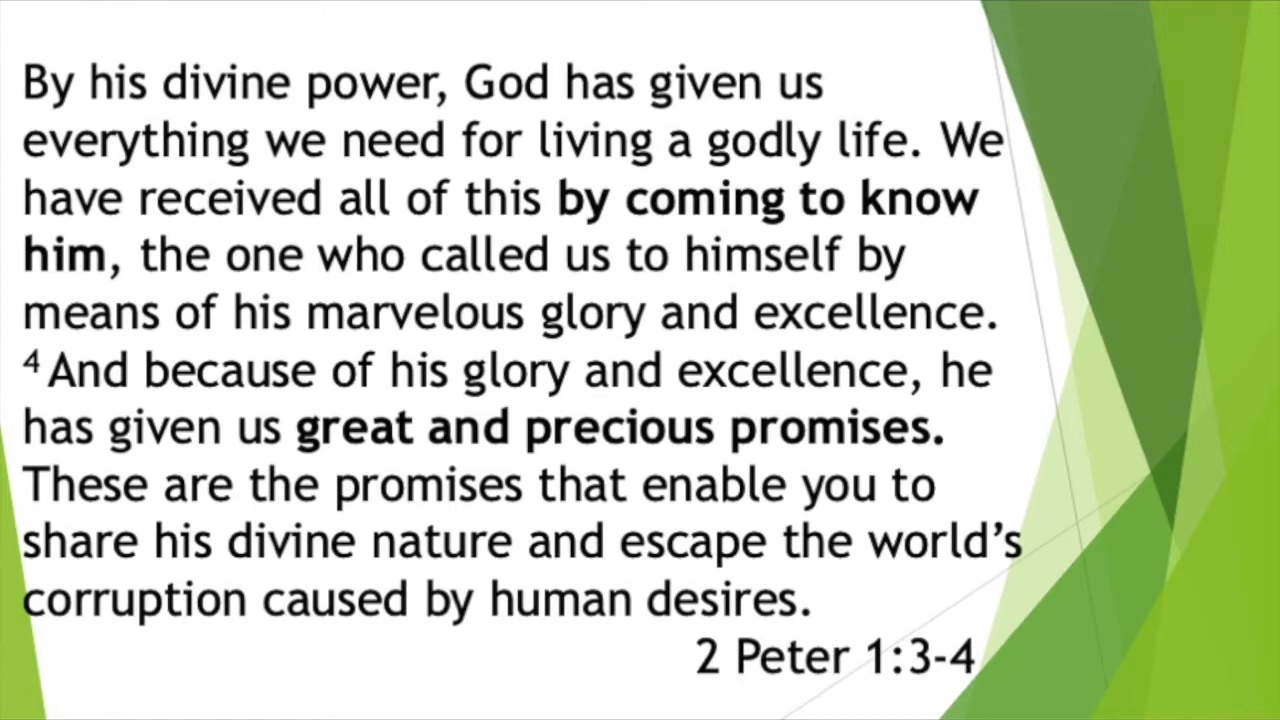 By his divine power, God has given us
everything we need for living a godly life. We
have received all of this by coming to know
him, the one who called us to himself by
means of his marvelous glory and excellence.
⁴ And because of his glory and excellence, he
has given us great and precious promises.
These are the promises that enable you to
share his divine nature and escape the world’s
corruption caused by human desires.
2 Peter 1:3-4